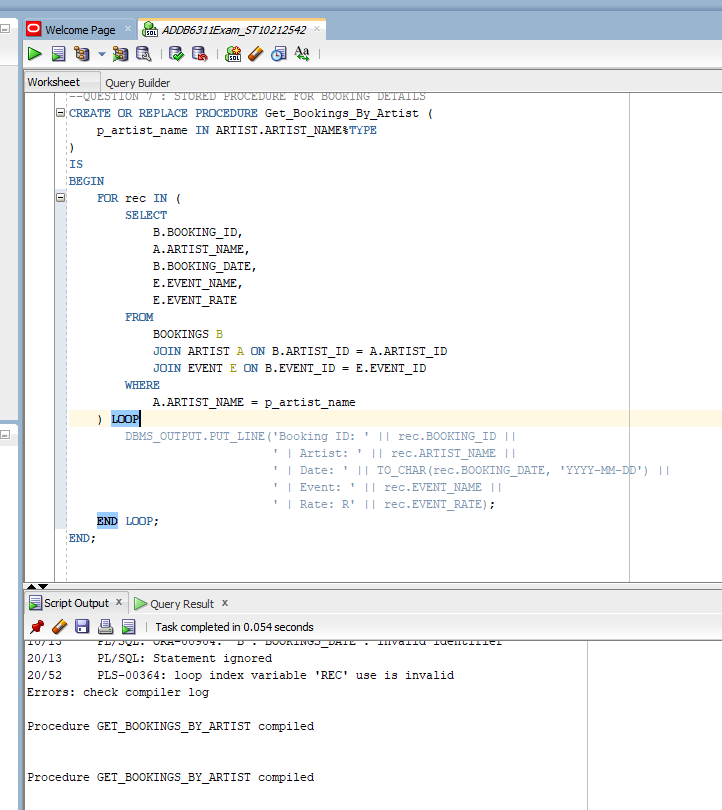 Welcome Page
ADDB6311Exam_ST10212542
SQL
Aa
Worksheet
Query Builder
--QUESTION 7 : STORED PROCEDURE FOR BOOKING DETAILS
CREATE OR REPLACE PROCEDURE Get_Bookings_By_Artist (
p_artist_name IN ARTIST.ARTIST_NAME%TYPE
)
IS
BEGIN
FOR rec IN (
SELECT
B.BOOKING_ID,
A.ARTIST_NAME,
B.BOOKING_DATE,
E.EVENT_NAME,
E.EVENT_RATE
FROM
BOOKINGS B
JOIN ARTIST A ON B.ARTIST_ID = A.ARTIST_ID
JOIN EVENT E ON B.EVENT_ID = E.EVENT_ID
WHERE
A.ARTIST_NAME = p_artist_name
) LOOP
DBMS_OUTPUT.PUT_LINE('Booking ID: ' || rec.BOOKING_ID ||
' | Artist: ' || rec.ARTIST_NAME ||
' | Date: ' || TO_CHAR(rec.BOOKING_DATE, 'YYYY-MM-DD') ||
' | Event: ' || rec.EVENT_NAME ||
' | Rate: R' || rec.EVENT_RATE);
END LOOP;
END;
Script Output x
Query Result x
Task completed in 0.054 seconds
PL/SQL: ORA-00904: "B"."BOOKINGS_DATE": invalid identifier
20/13 PL/SQL: Statement ignored
20/52 PLS-00364: loop index variable 'REC' use is invalid
Errors: check compiler log
Procedure GET_BOOKINGS_BY_ARTIST compiled
Procedure GET_BOOKINGS_BY_ARTIST compiled